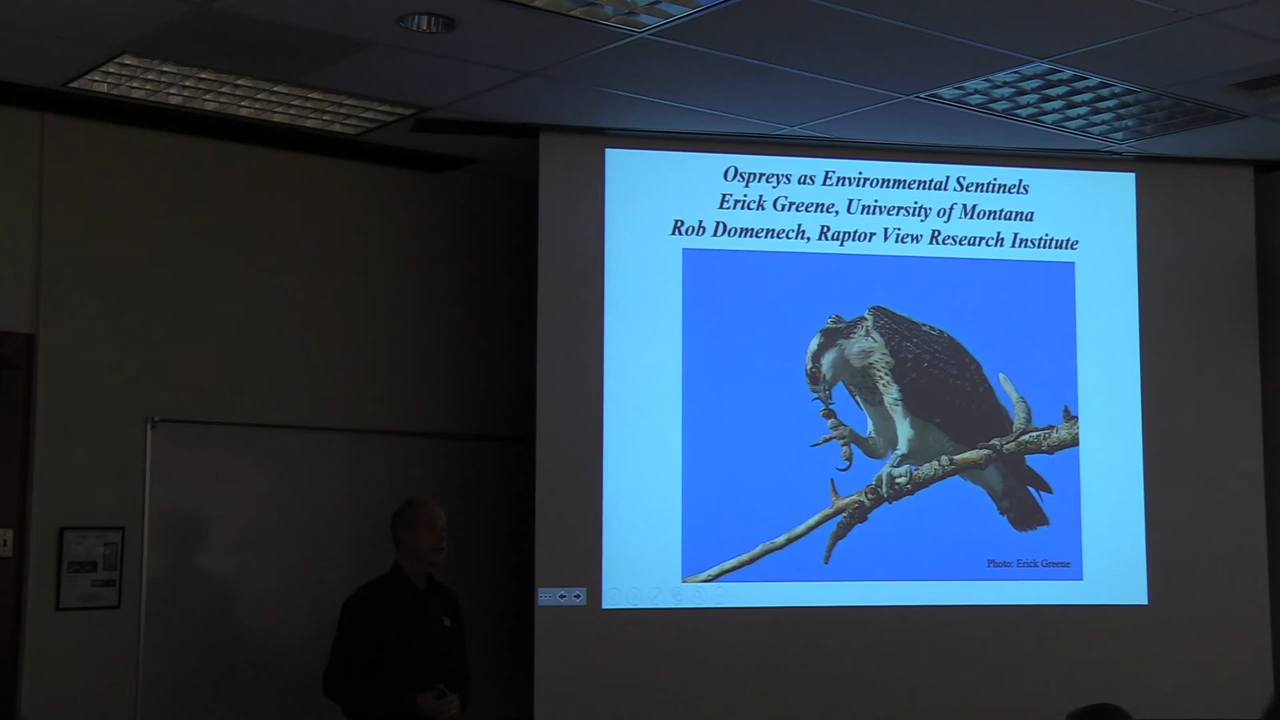 Ospreys as Environmental Sentinels
Erick Greene, University of Montana
Rob Domenech, Raptor View Research Institute
Photo: Erick Greene